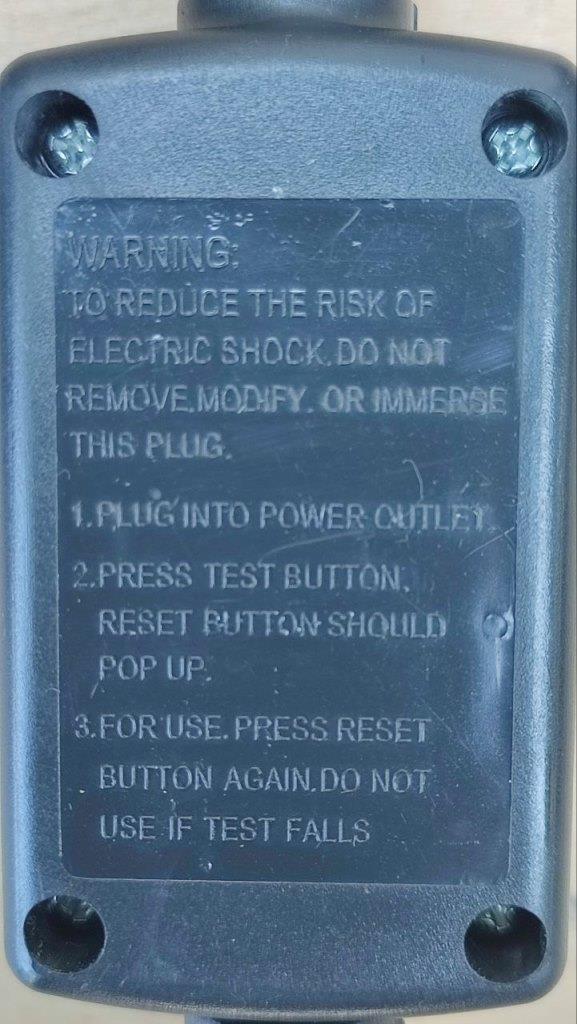 WARNING:
TO REDUCE THE RISK OF
ELECTRIC SHOCK.DO NOT
REMOVE.MODIFY. OR IMMERSE
THIS PLUG.
1.PLUG INTO POWER OUTLET.
2.PRESS TEST BUTTON.
RESET BUTTON SHOULD
POP UP.
3.FOR USE.PRESS RESET
BUTTON AGAIN.DO NOT
USE IF TEST FALLS